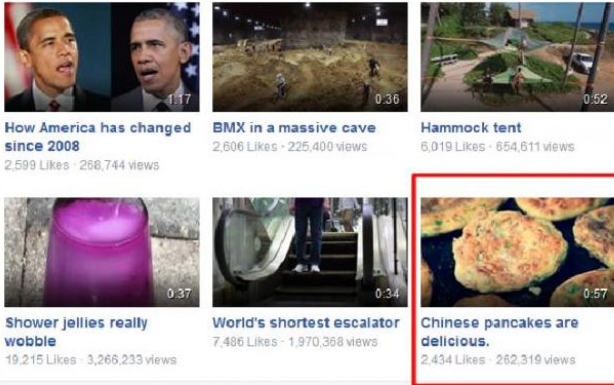 1:17
0:36
0:52
How America has changed
since 2008
2,599 Likes · 268,744 views
BMX in a massive cave
2,606 Likes · 225,400 views
Hammock tent
6,019 Likes · 654,611 views
0:37
0:34
0:57
Shower jellies really
wobble
19,215 Likes · 3,266,233 views
World's shortest escalator
7,486 Likes · 1,970,368 views
Chinese pancakes are
delicious.
2,434 Likes · 262,319 views